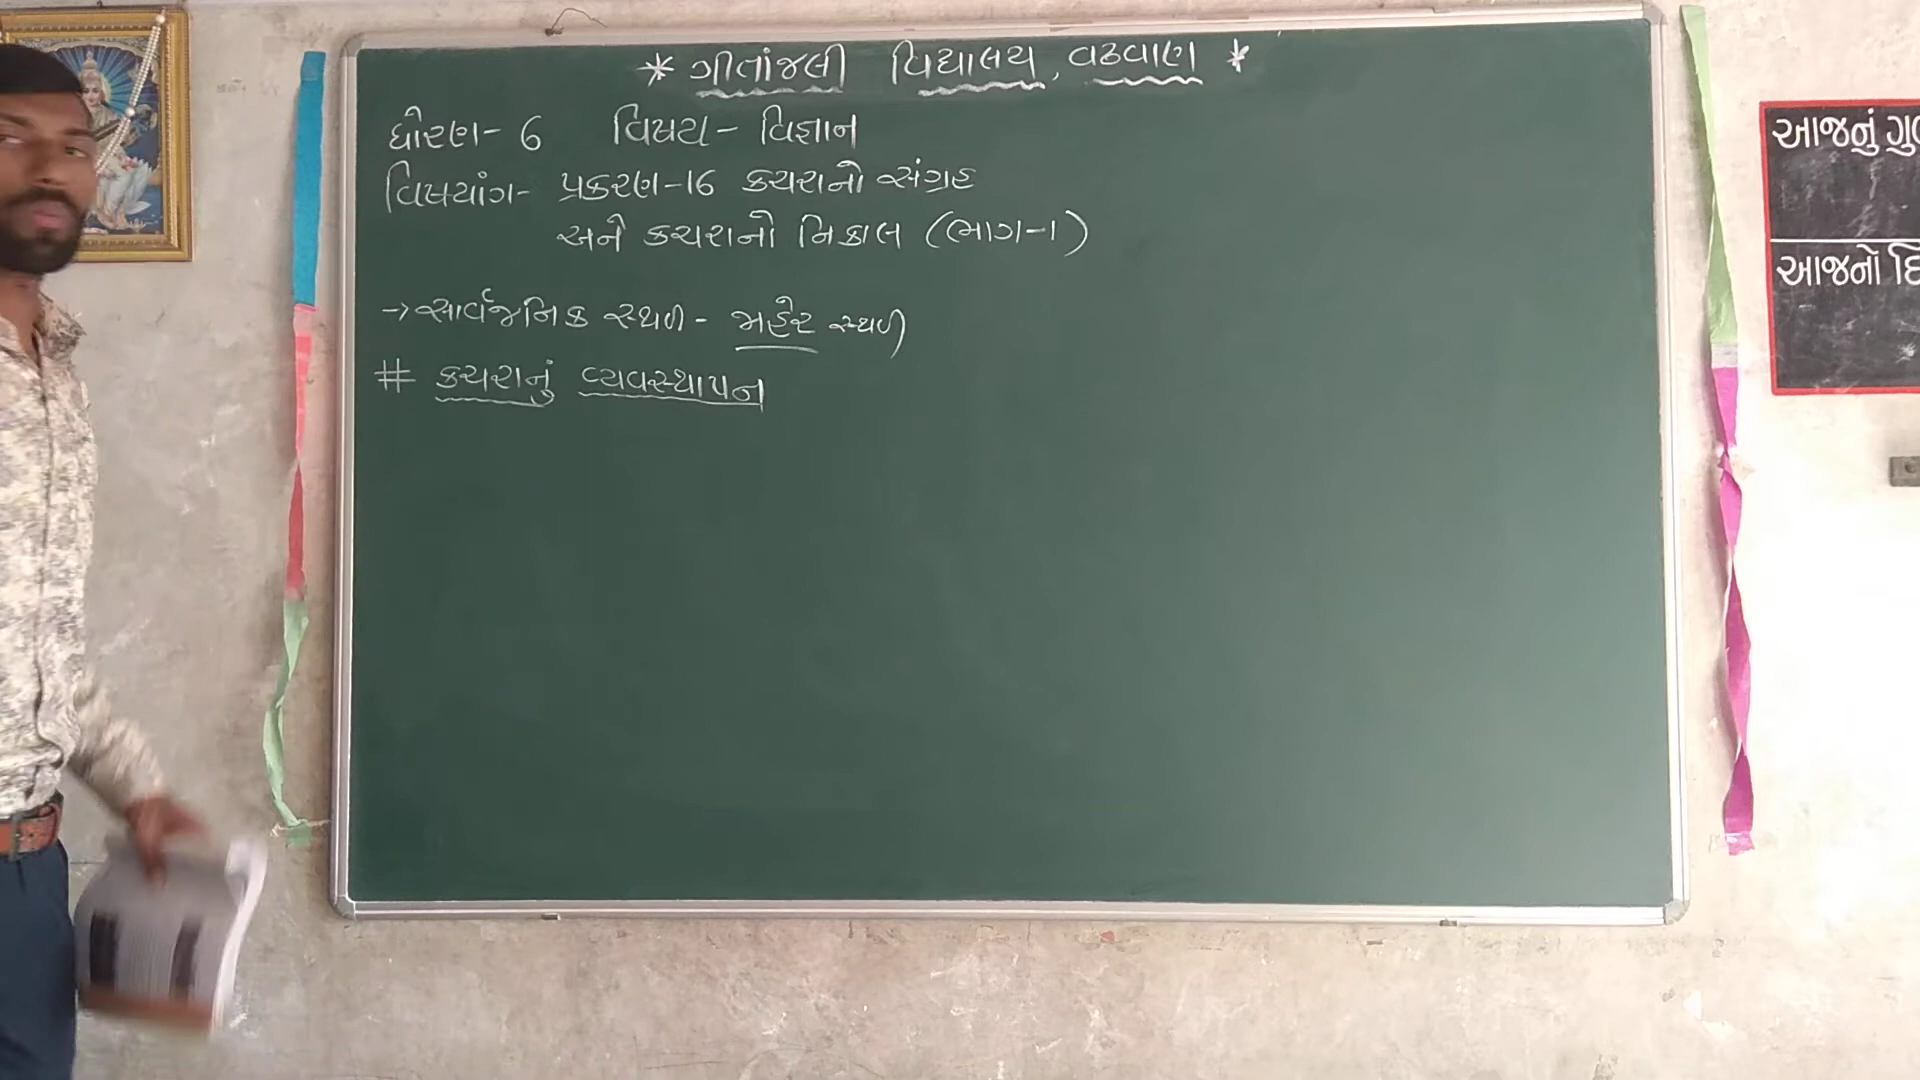 * ગીતાંજલી વિદ્યાલય, વઢવાણ *
ધોરણ - 6 વિષય - વિજ્ઞાન
વિષયાંગ - પ્રકરણ-16 કચરાનો સંગ્રહ
અને કચરાનો નિકાલ (ભાગ-1)
→ સાર્વજનિક સ્થળ - જાહેર સ્થળ
# કચરાનું વ્યવસ્થાપન
આજનું ગુ
આજનો દિ